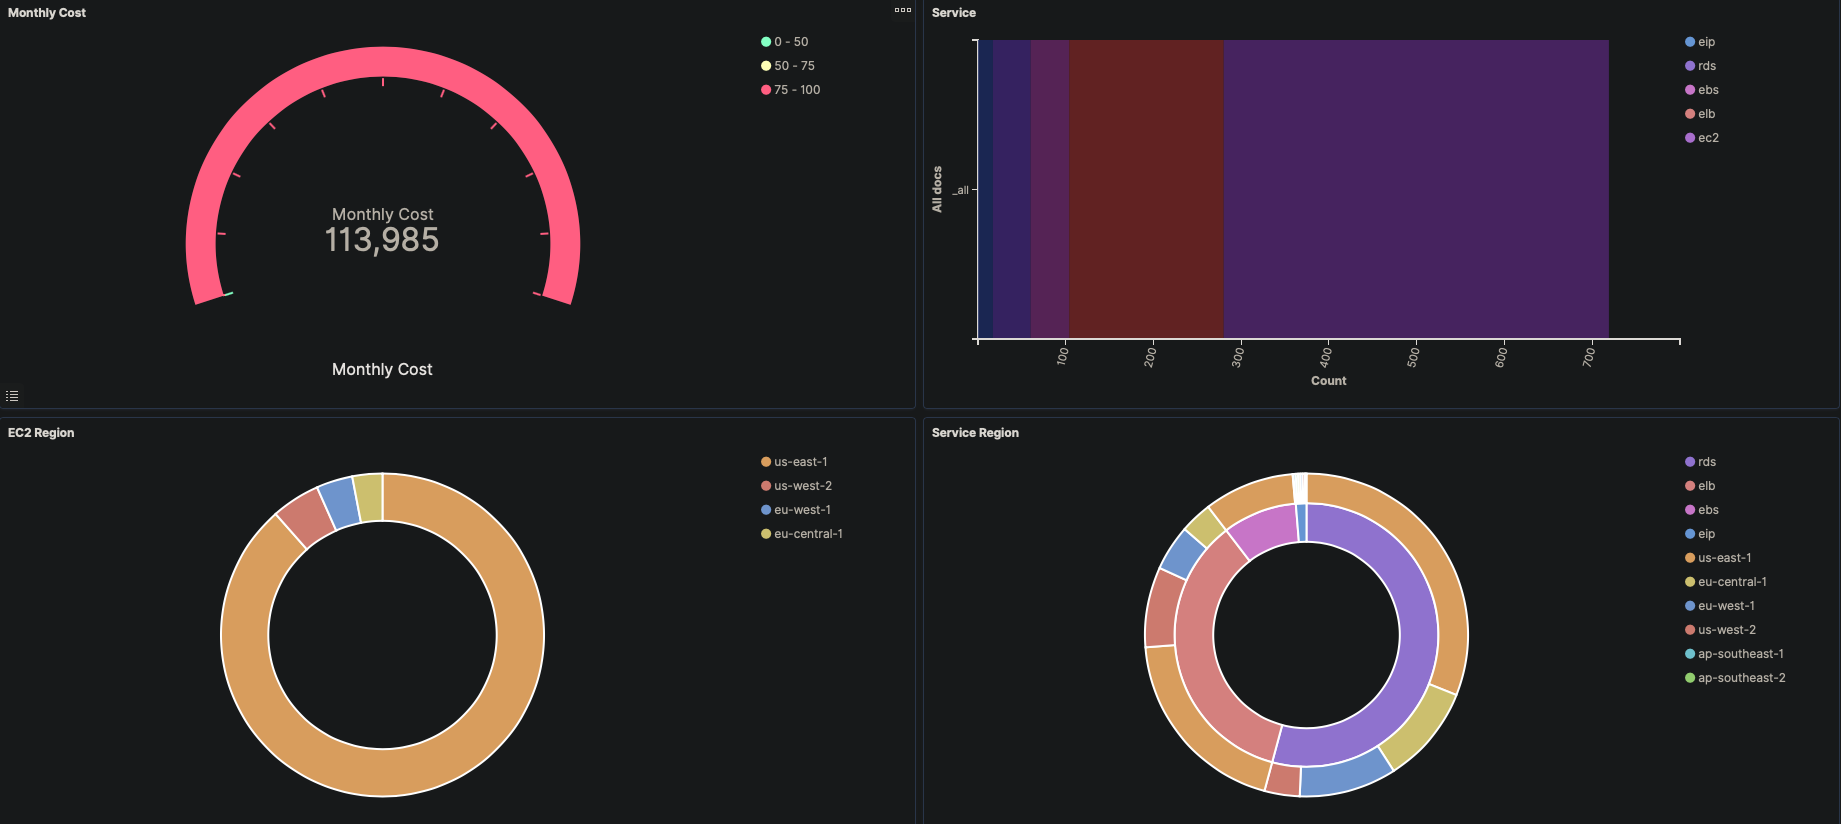 Monthly Cost
0 - 50
50 - 75
75 - 100
Monthly Cost
113,985
Monthly Cost
Service
eip
rds
ebs
elb
ec2
All docs
_all
100
200
300
400
500
600
700
Count
EC2 Region
us-east-1
us-west-2
eu-west-1
eu-central-1
Service Region
rds
elb
ebs
eip
us-east-1
eu-central-1
eu-west-1
us-west-2
ap-southeast-1
ap-southeast-2